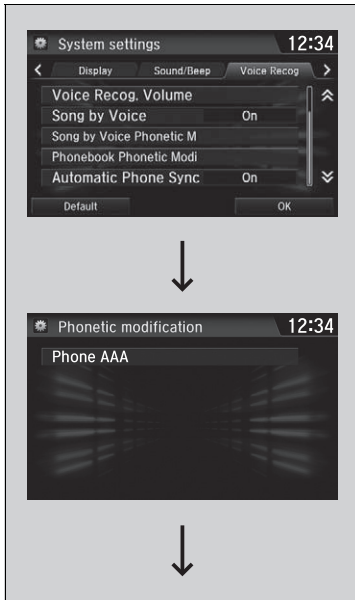 System settings 12:34
Display Sound/Beep Voice Recog
Voice Recog. Volume
Song by Voice On
Song by Voice Phonetic M
Phonebook Phonetic Modi
Automatic Phone Sync On
Default OK
Phonetic modification 12:34
Phone AAA